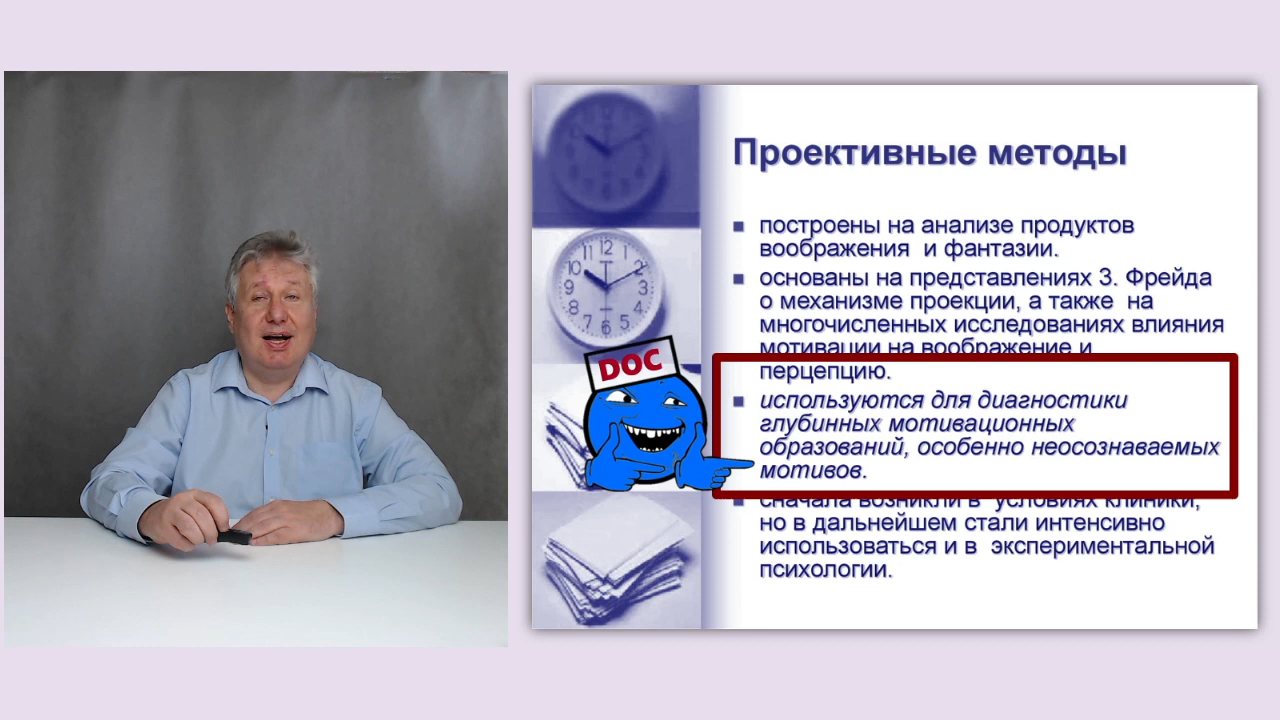 Проективные методы
построены на анализе продуктов
воображения и фантазии.
основаны на представлениях З. Фрейда
о механизме проекции, а также на
многочисленных исследованиях влияния
мотивации на воображение и
перцепцию.
DOC
используются для диагностики
глубинных мотивационных
образований, особенно неосознаваемых
мотивов.
сначала возникли в условиях клиники,
но в дальнейшем стали интенсивно
использоваться и в экспериментальной
психологии.